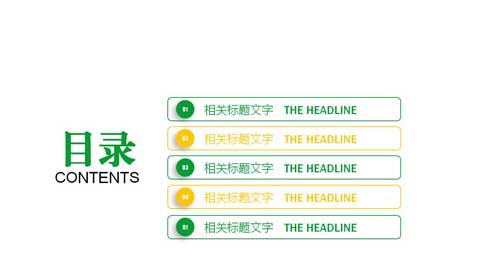 目录
CONTENTS
01 相关标题文字 THE HEADLINE
02 相关标题文字 THE HEADLINE
03 相关标题文字 THE HEADLINE
04 相关标题文字 THE HEADLINE
05 相关标题文字 THE HEADLINE